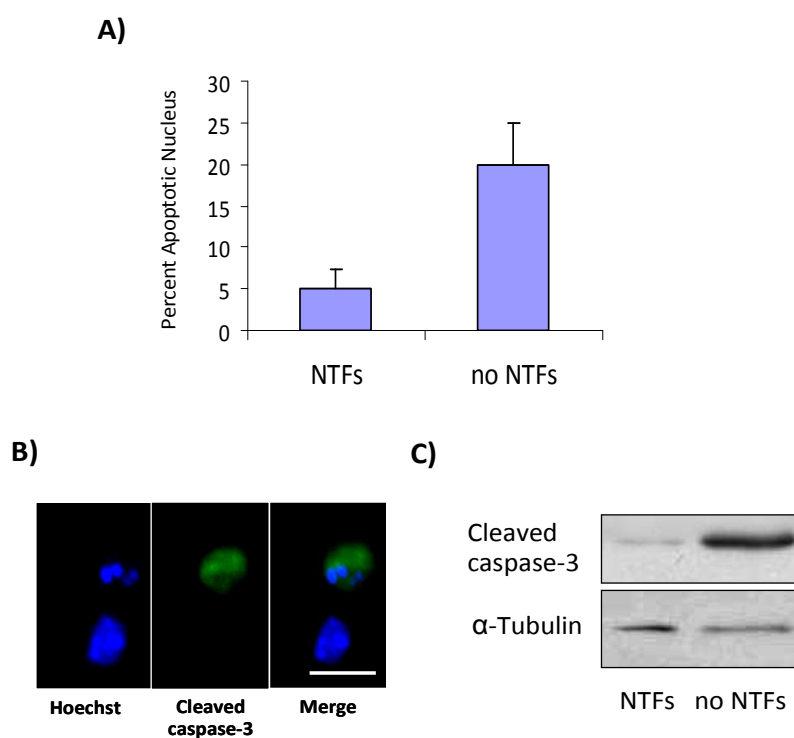 A)
Percent Apoptotic Nucleus
30
25
20
15
10
5
0
NTFs no NTFs
B)
Hoechst Cleaved caspase-3 Merge
C)
Cleaved
caspase-3
α-Tubulin
NTFs no NTFs